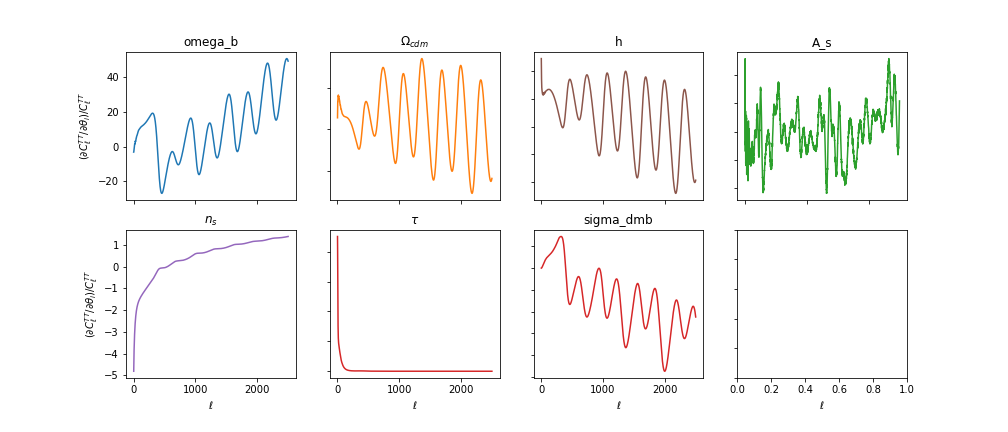 omega_b
Ω_{cdm}
h
A_s
(∂C_ℓ^{TT}/∂θ_i)/C_ℓ^{TT}
40
20
0
−20
n_s
τ
sigma_dmb
(∂C_ℓ^{TT}/∂θ_i)/C_ℓ^{TT}
1
0
−1
−2
−3
−4
−5
0 1000 2000
0 1000 2000
0 1000 2000
0.0 0.2 0.4 0.6 0.8 1.0
ℓ
ℓ
ℓ
ℓ